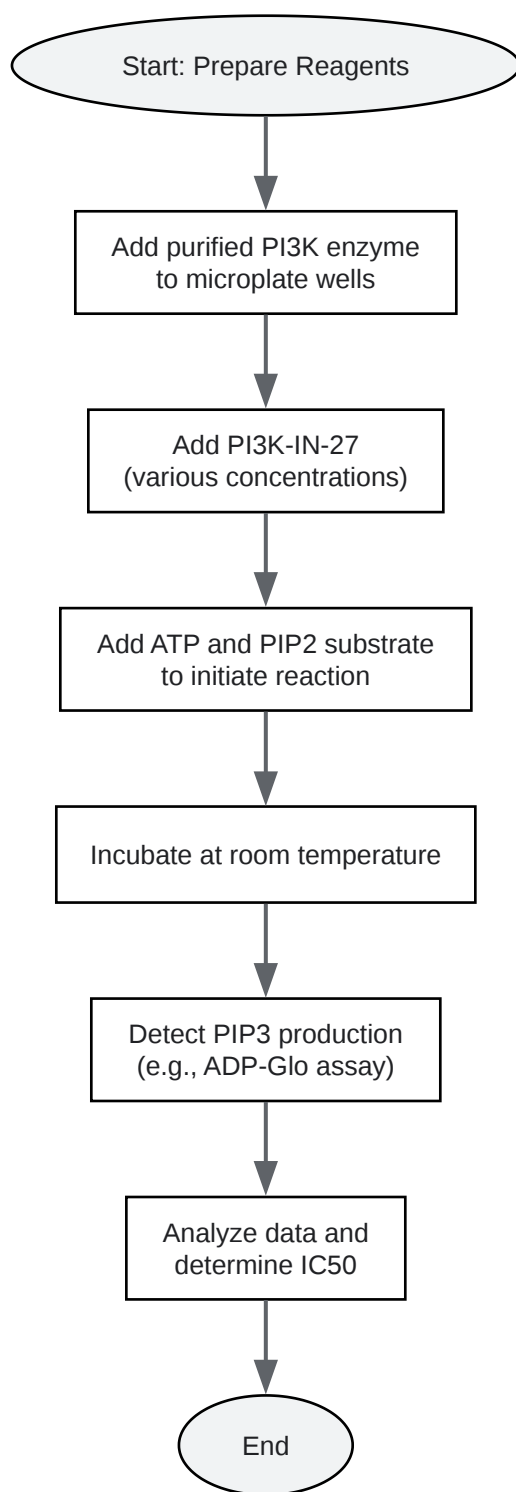 Start: Prepare Reagents
Add purified PI3K enzyme
to microplate wells
Add PI3K-IN-27
(various concentrations)
Add ATP and PIP2 substrate
to initiate reaction
Incubate at room temperature
Detect PIP3 production
(e.g., ADP-Glo assay)
Analyze data and
determine IC50
End